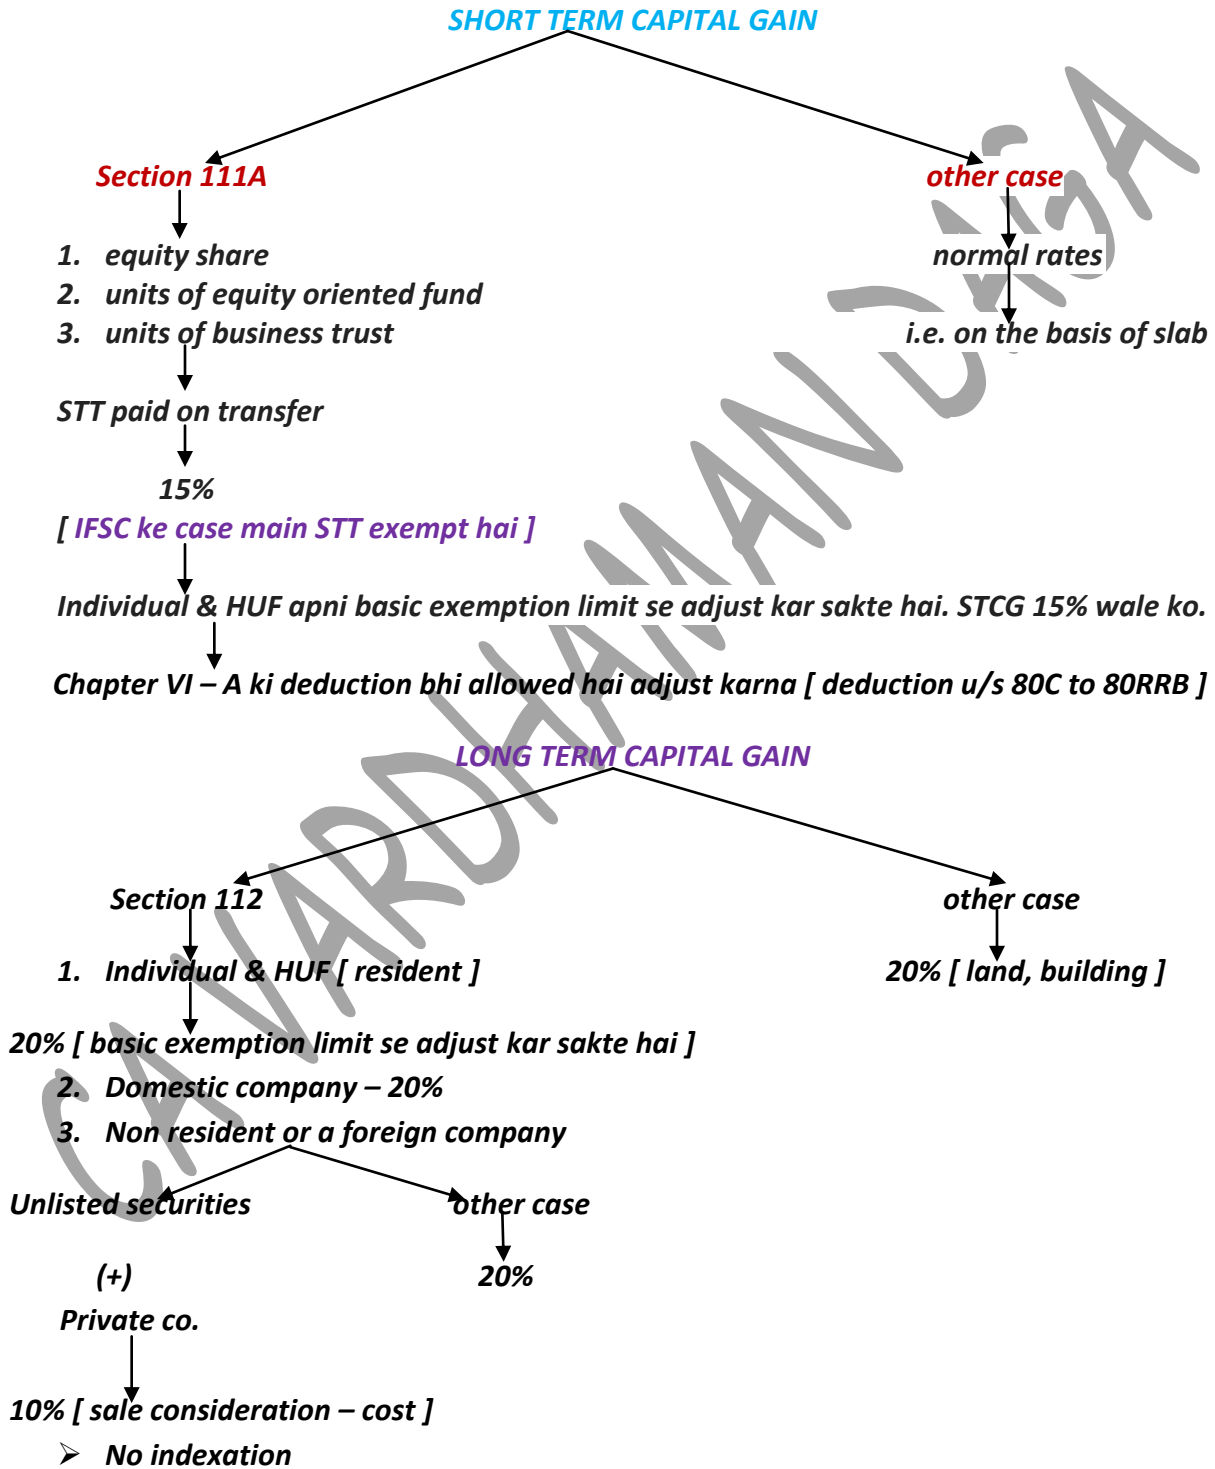 SHORT TERM CAPITAL GAIN
Section 111A
other case
1. equity share
normal rates
2. units of equity oriented fund
3. units of business trust
i.e. on the basis of slab
STT paid on transfer
15%
[ IFSC ke case main STT exempt hai ]
Individual & HUF apni basic exemption limit se adjust kar sakte hai. STCG 15% wale ko.
Chapter VI – A ki deduction bhi allowed hai adjust karna [ deduction u/s 80C to 80RRB ]
LONG TERM CAPITAL GAIN
Section 112
other case
1. Individual & HUF [ resident ]
20% [ land, building ]
20% [ basic exemption limit se adjust kar sakte hai ]
2. Domestic company – 20%
3. Non resident or a foreign company
Unlisted securities
other case
(+)
20%
Private co.
10% [ sale consideration – cost ]
➢ No indexation
CA VARDHAMAN DAGA